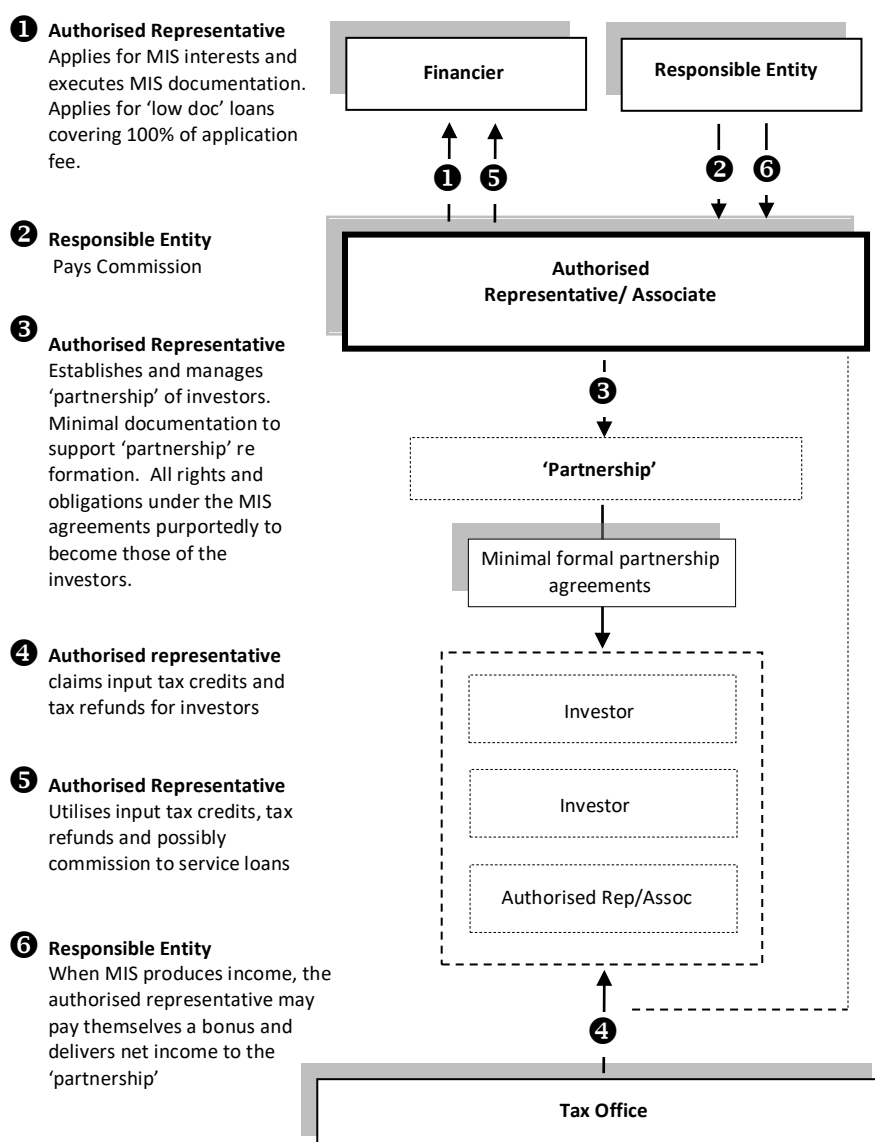 ❶ Authorised Representative
Applies for MIS interests and
executes MIS documentation.
Applies for ‘low doc’ loans
covering 100% of application
fee.
❷ Responsible Entity
Pays Commission
❸
Authorised Representative
Establishes and manages
‘partnership’ of investors.
Minimal documentation to
support ‘partnership’ re
formation. All rights and
obligations under the MIS
agreements purportedly to
become those of the
investors.
❹ Authorised representative
claims input tax credits and
tax refunds for investors
❺ Authorised Representative
Utilises input tax credits, tax
refunds and possibly
commission to service loans
❻ Responsible Entity
When MIS produces income, the
authorised representative may
pay themselves a bonus and
delivers net income to the
‘partnership’
Financier
Responsible Entity
❶ ❺
❷ ❻
Authorised
Representative/ Associate
❸
‘Partnership’
Minimal formal partnership
agreements
Investor
Investor
Authorised Rep/Assoc
❹
Tax Office